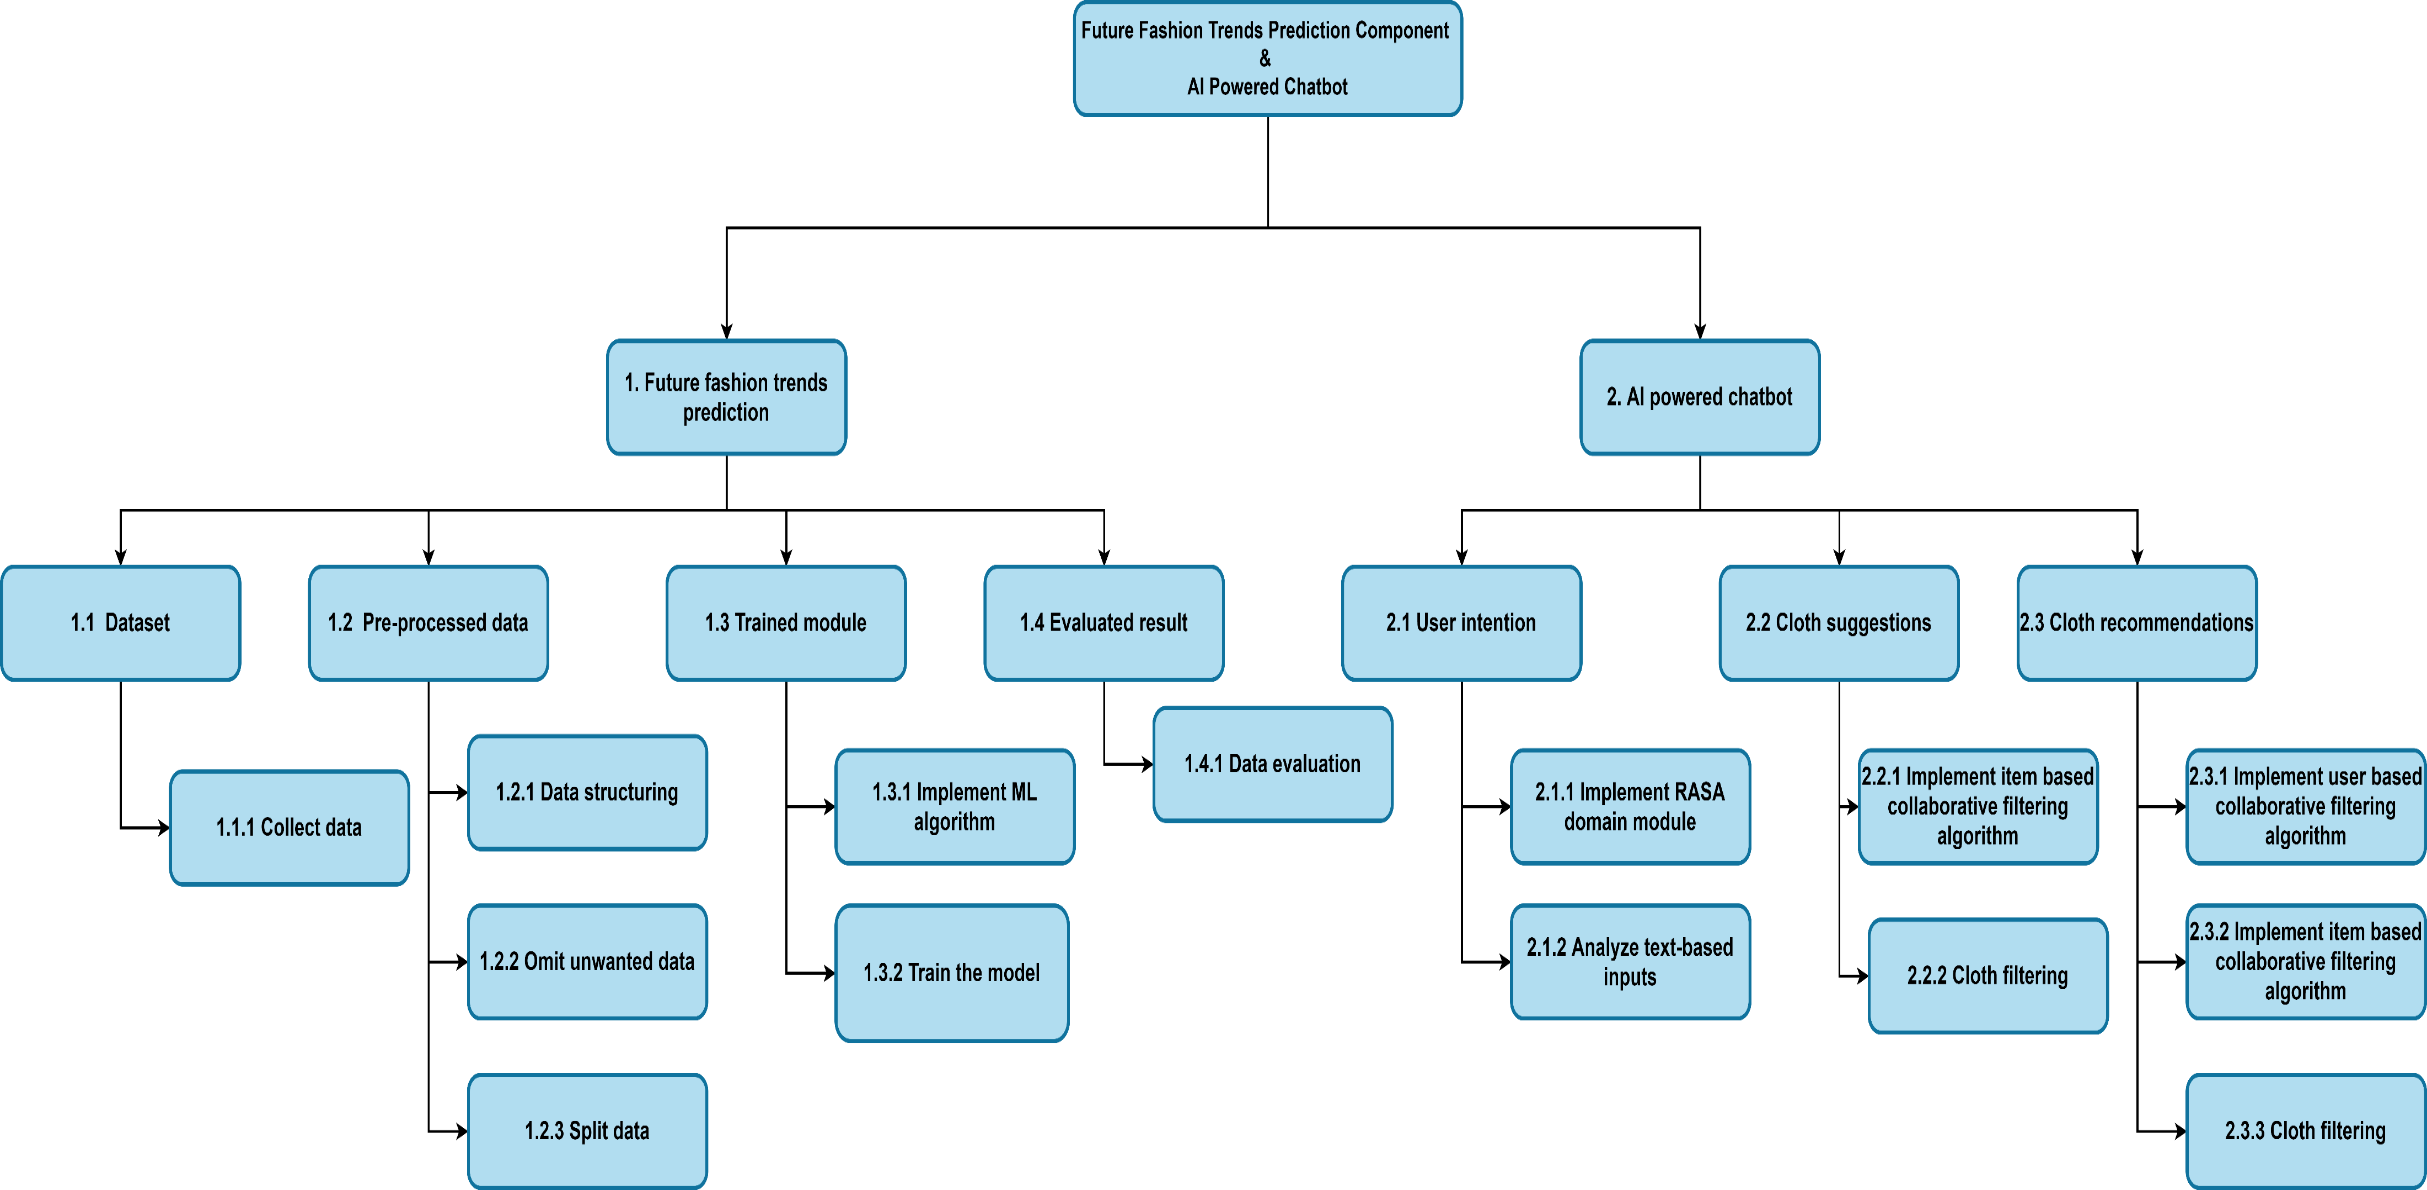 Future Fashion Trends Prediction Component
&
AI Powered Chatbot
1. Future fashion trends
prediction
2. AI powered chatbot
1.1 Dataset
1.2 Pre-processed data
1.3 Trained module
1.4 Evaluated result
2.1 User intention
2.2 Cloth suggestions
2.3 Cloth recommendations
1.1.1 Collect data
1.2.1 Data structuring
1.2.2 Omit unwanted data
1.2.3 Split data
1.3.1 Implement ML
algorithm
1.3.2 Train the model
1.4.1 Data evaluation
2.1.1 Implement RASA
domain module
2.1.2 Analyze text-based
inputs
2.2.1 Implement item based
collaborative filtering
algorithm
2.2.2 Cloth filtering
2.3.1 Implement user based
collaborative filtering
algorithm
2.3.2 Implement item based
collaborative filtering
algorithm
2.3.3 Cloth filtering